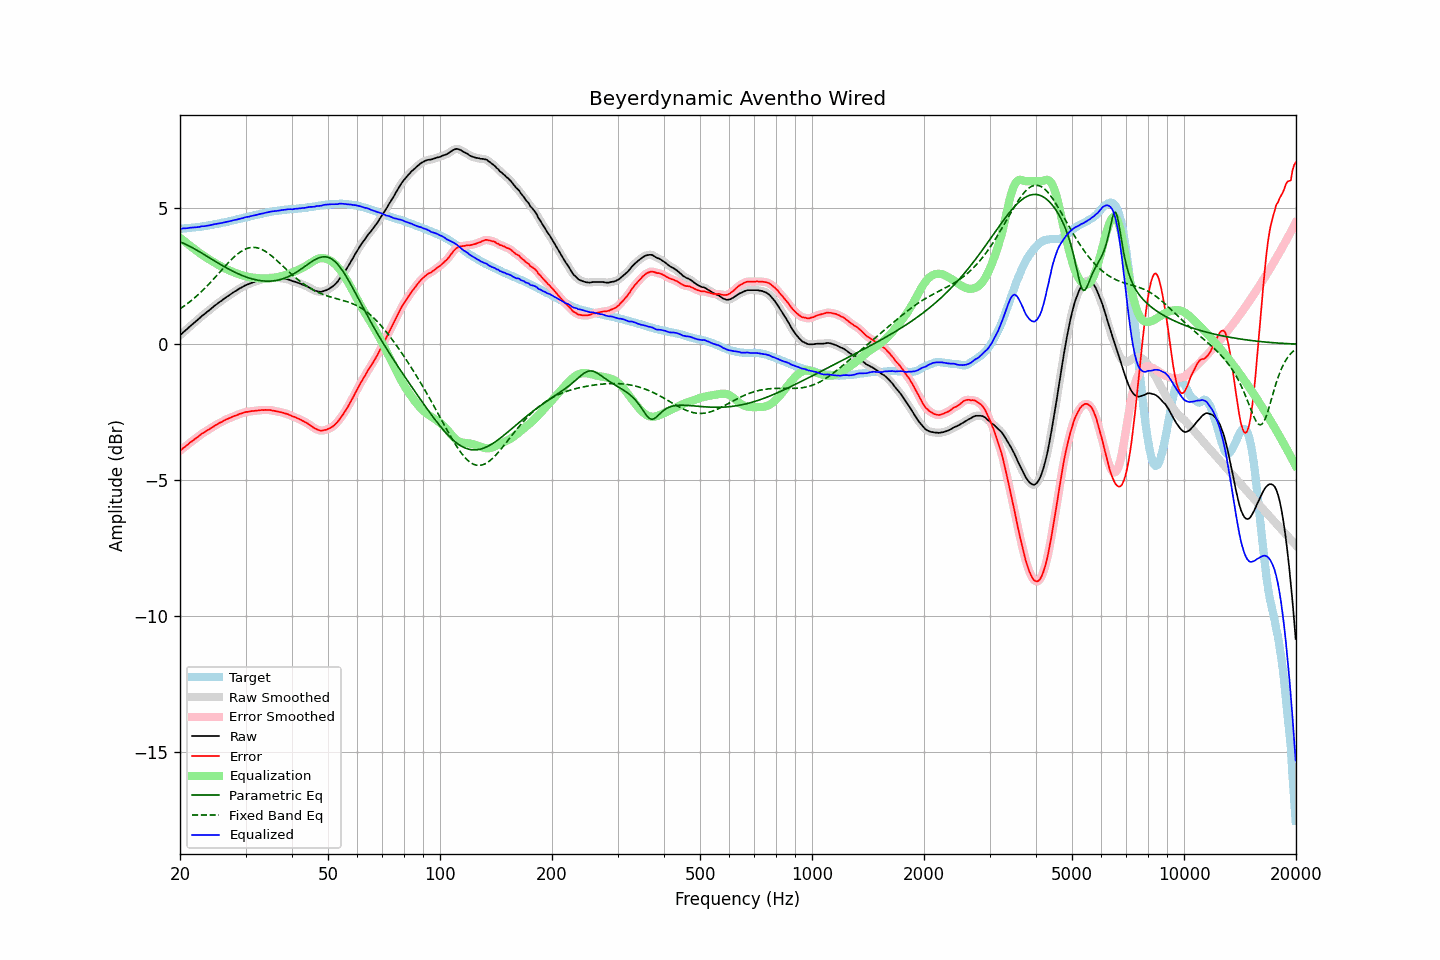 Beyerdynamic Aventho Wired
Amplitude (dBr)
5
0
−5
−10
−15
Target
Raw Smoothed
Error Smoothed
Raw
Error
Equalization
Parametric Eq
Fixed Band Eq
Equalized
20 50 100 200 500 1000 2000 5000 10000 20000
Frequency (Hz)